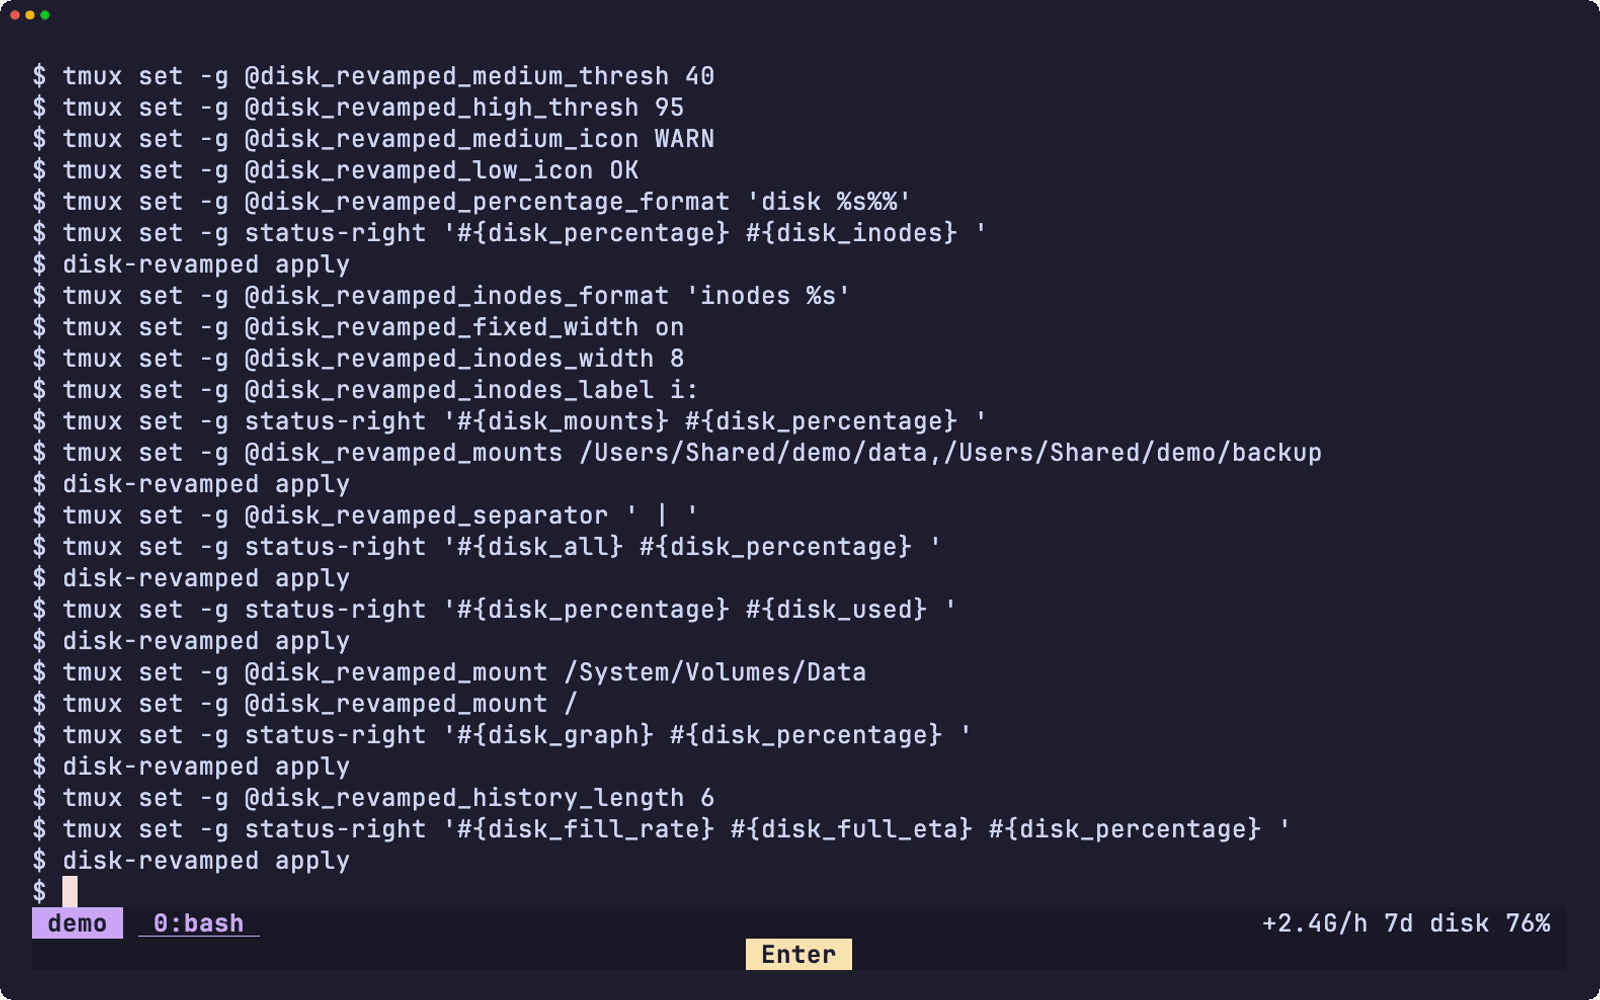 $ tmux set -g @disk_revamped_medium_thresh 40
$ tmux set -g @disk_revamped_high_thresh 95
$ tmux set -g @disk_revamped_medium_icon WARN
$ tmux set -g @disk_revamped_low_icon OK
$ tmux set -g @disk_revamped_percentage_format 'disk %s%%'
$ tmux set -g status-right '#{disk_percentage} #{disk_inodes} '
$ disk-revamped apply
$ tmux set -g @disk_revamped_inodes_format 'inodes %s'
$ tmux set -g @disk_revamped_fixed_width on
$ tmux set -g @disk_revamped_inodes_width 8
$ tmux set -g @disk_revamped_inodes_label i:
$ tmux set -g status-right '#{disk_mounts} #{disk_percentage} '
$ tmux set -g @disk_revamped_mounts /Users/Shared/demo/data,/Users/Shared/demo/backup
$ disk-revamped apply
$ tmux set -g @disk_revamped_separator ' | '
$ tmux set -g status-right '#{disk_all} #{disk_percentage} '
$ disk-revamped apply
$ tmux set -g status-right '#{disk_percentage} #{disk_used} '
$ disk-revamped apply
$ tmux set -g @disk_revamped_mount /System/Volumes/Data
$ tmux set -g @disk_revamped_mount /
$ tmux set -g status-right '#{disk_graph} #{disk_percentage} '
$ disk-revamped apply
$ tmux set -g @disk_revamped_history_length 6
$ tmux set -g status-right '#{disk_fill_rate} #{disk_full_eta} #{disk_percentage} '
$ disk-revamped apply
$
demo 0:bash +2.4G/h 7d disk 76%
Enter